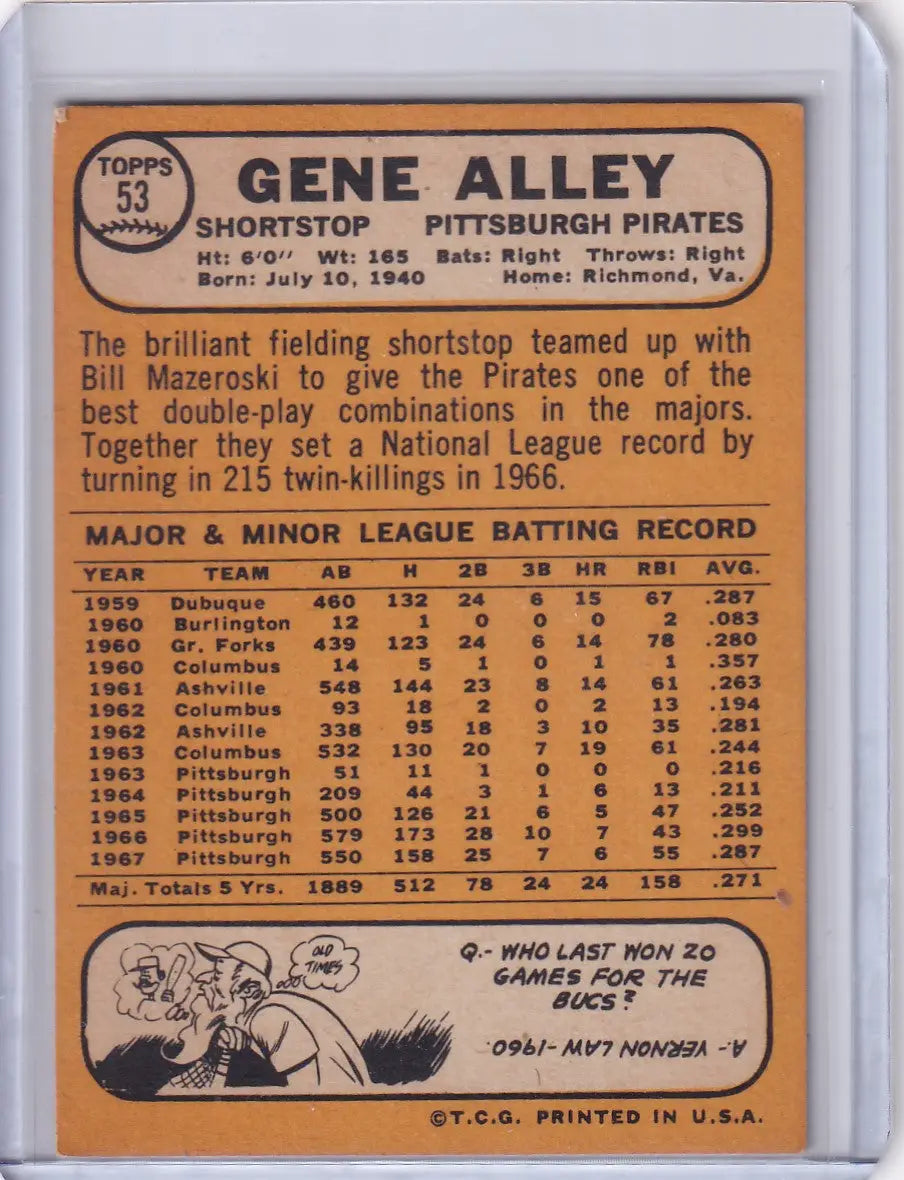 TOPPS
53
GENE ALLEY
SHORTSTOP PITTSBURGH PIRATES
Ht: 6'0'' Wt: 165 Bats: Right Throws: Right
Born: July 10, 1940 Home: Richmond, Va.
The brilliant fielding shortstop teamed up with
Bill Mazeroski to give the Pirates one of the
best double-play combinations in the majors.
Together they set a National League record by
turning in 215 twin-killings in 1966.
MAJOR & MINOR LEAGUE BATTING RECORD
YEAR TEAM AB H 2B 3B HR RBI AVG.
1959 Dubuque 460 132 24 6 15 67 .287
1960 Burlington 12 1 0 0 0 2 .083
1960 Gr. Forks 439 123 24 6 14 78 .280
1960 Columbus 14 5 1 0 1 1 .357
1961 Ashville 548 144 23 8 14 61 .263
1962 Columbus 93 18 2 0 2 13 .194
1962 Ashville 338 95 18 3 10 35 .281
1963 Columbus 532 130 20 7 19 61 .244
1963 Pittsburgh 51 11 1 0 0 0 .216
1964 Pittsburgh 209 44 3 1 6 13 .211
1965 Pittsburgh 500 126 21 6 5 47 .252
1966 Pittsburgh 579 173 28 10 7 43 .299
1967 Pittsburgh 550 158 25 7 6 55 .287
Maj. Totals 5 Yrs. 1889 512 78 24 24 158 .271
OLD
TIMES
Q.- WHO LAST WON 20
GAMES FOR THE
BUCS?
A.- VERNON LAW -1960.
©T.C.G. PRINTED IN U.S.A.